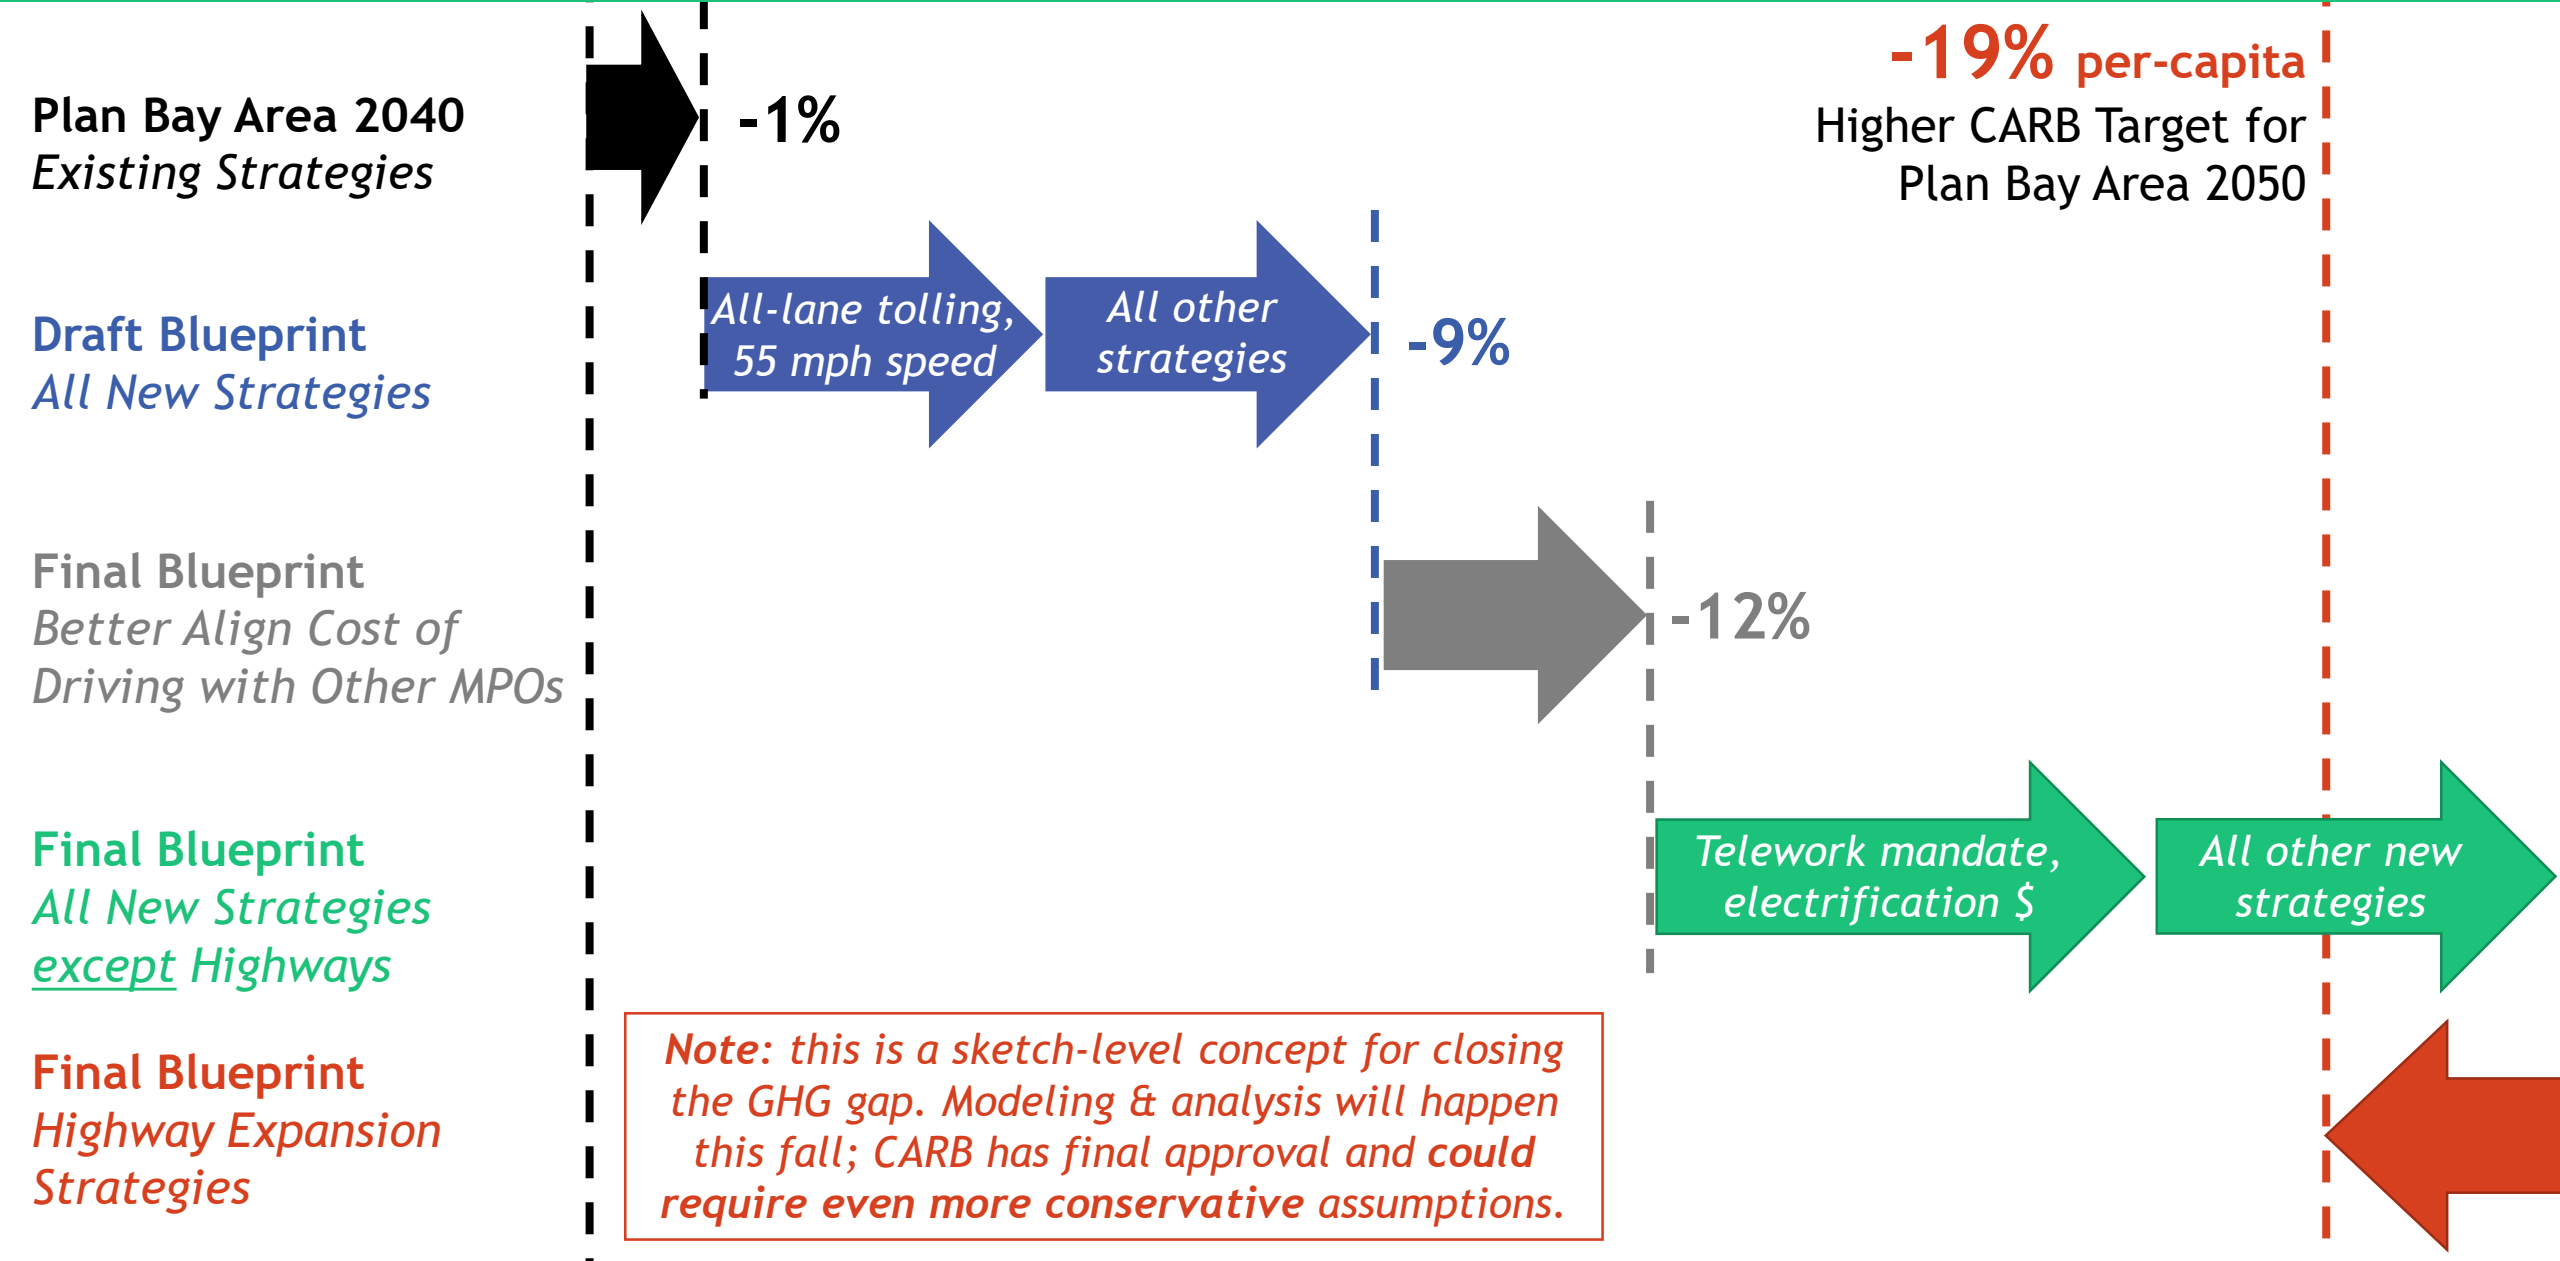 Plan Bay Area 2040
Existing Strategies
-1%
-19% per-capita
Higher CARB Target for
Plan Bay Area 2050
Draft Blueprint
All New Strategies
All-lane tolling,
55 mph speed
All other
strategies
-9%
Final Blueprint
Better Align Cost of
Driving with Other MPOs
-12%
Final Blueprint
All New Strategies
except Highways
Telework mandate,
electrification $
All other new
strategies
Final Blueprint
Highway Expansion
Strategies
Note: this is a sketch-level concept for closing
the GHG gap. Modeling & analysis will happen
this fall; CARB has final approval and could
require even more conservative assumptions.